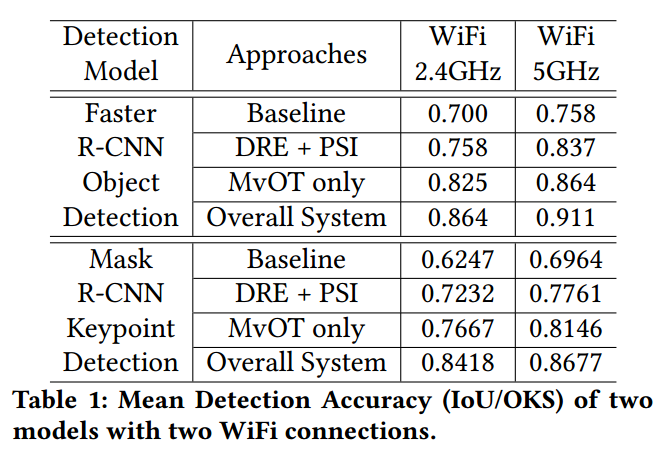 Detection Model Approaches WiFi 2.4GHz WiFi 5GHz
Faster Baseline 0.700 0.758
R-CNN DRE + PSI 0.758 0.837
Object MvOT only 0.825 0.864
Detection Overall System 0.864 0.911
Mask Baseline 0.6247 0.6964
R-CNN DRE + PSI 0.7232 0.7761
Keypoint MvOT only 0.7667 0.8146
Detection Overall System 0.8418 0.8677
Table 1: Mean Detection Accuracy (IoU/OKS) of two
models with two WiFi connections.